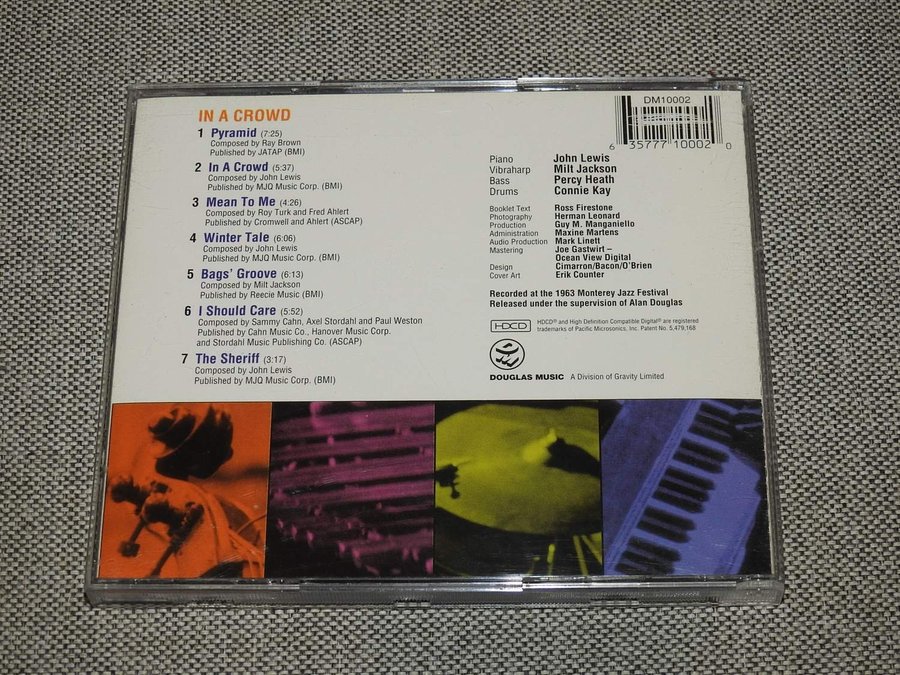 IN A CROWD
1 Pyramid (7:25)
Composed by Ray Brown
Published by JATAP (BMI)
2 In A Crowd (5:37)
Composed by John Lewis
Published by MJQ Music Corp. (BMI)
3 Mean To Me (4:26)
Composed by Roy Turk and Fred Ahlert
Published by Cromwell and Ahlert (ASCAP)
4 Winter Tale (6:06)
Composed by John Lewis
Published by MJQ Music Corp. (BMI)
5 Bags' Groove (6:13)
Composed by Milt Jackson
Published by Reecie Music (BMI)
6 I Should Care (5:52)
Composed by Sammy Cahn, Axel Stordahl and Paul Weston
Published by Cahn Music Co., Hanover Music Corp.
and Stordahl Music Publishing Co. (ASCAP)
7 The Sheriff (3:17)
Composed by John Lewis
Published by MJQ Music Corp. (BMI)
DM10002
6 35777 10002 0
Piano John Lewis
Vibraharp Milt Jackson
Bass Percy Heath
Drums Connie Kay
Booklet Text Ross Firestone
Photography Herman Leonard
Production Guy M. Manganiello
Administration Maxine Martens
Audio Production Mark Linett
Mastering Joe Gastwirt –
Ocean View Digital
Design Cimarron/Bacon/O'Brien
Cover Art Erik Counter
Recorded at the 1963 Monterey Jazz Festival
Released under the supervision of Alan Douglas
HDCD HDCD® and High Definition Compatible Digital® are registered
trademarks of Pacific Microsonics, Inc. Patent No. 5,479,168
DOUGLAS MUSIC A Division of Gravity Limited